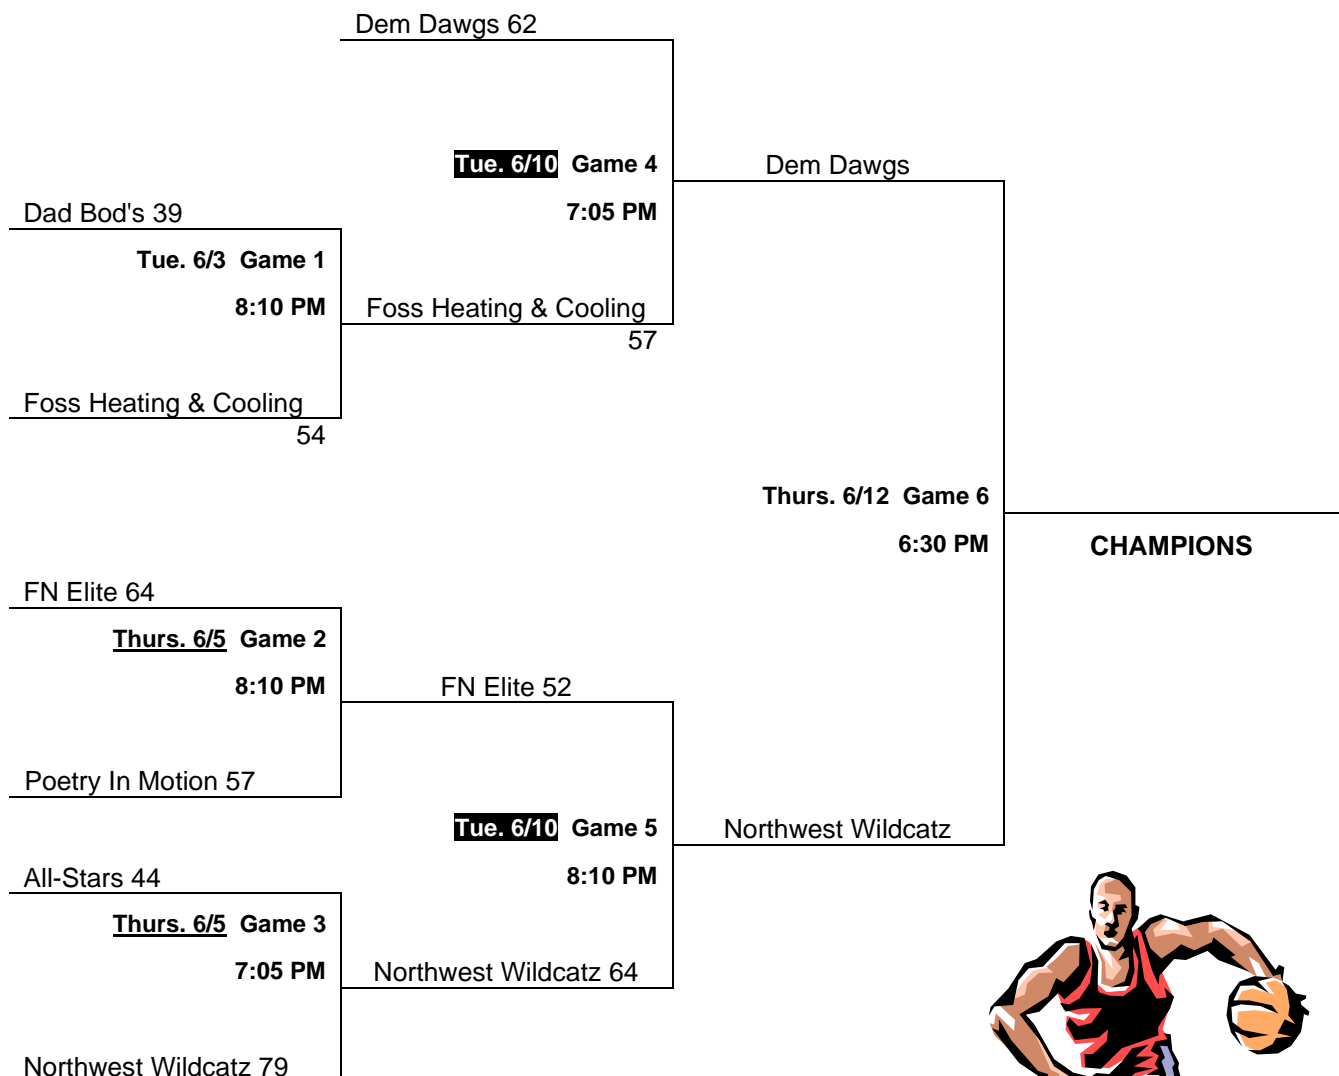 Dem Dawgs 62
Tue. 6/10 Game 4
7:05 PM
Dem Dawgs
Dad Bod's 39
Tue. 6/3 Game 1
8:10 PM
Foss Heating & Cooling
57
Foss Heating & Cooling
54
Thurs. 6/12 Game 6
6:30 PM
CHAMPIONS
FN Elite 64
Thurs. 6/5 Game 2
8:10 PM
FN Elite 52
Poetry In Motion 57
Tue. 6/10 Game 5
8:10 PM
Northwest Wildcatz
All-Stars 44
Thurs. 6/5 Game 3
7:05 PM
Northwest Wildcatz 64
Northwest Wildcatz 79